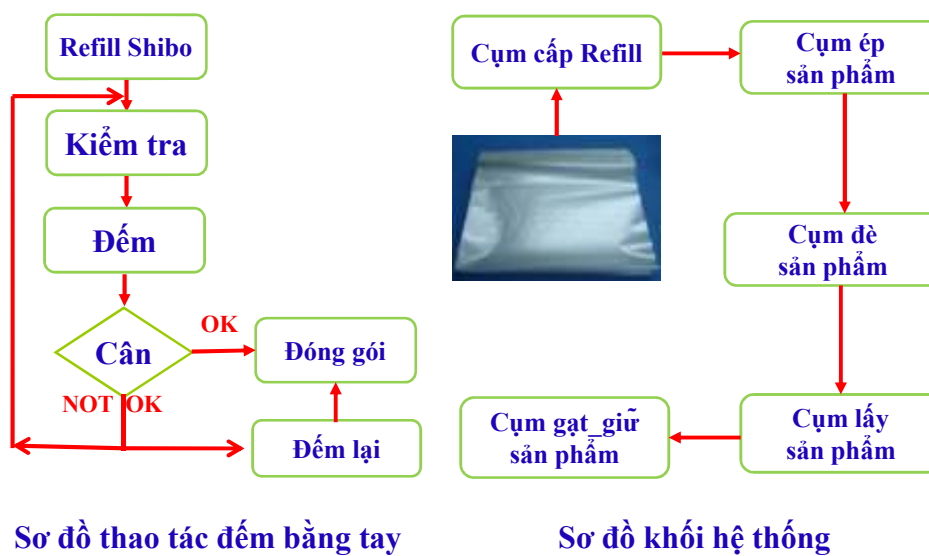 Refill Shibo
Kiểm tra
Đếm
Cân
OK
NOT OK
Đóng gói
Đếm lại
Sơ đồ thao tác đếm bằng tay
Cụm cấp Refill
Cụm ép
sản phẩm
Cụm đè
sản phẩm
Cụm lấy
sản phẩm
Cụm gạt_giữ
sản phẩm
Sơ đồ khối hệ thống